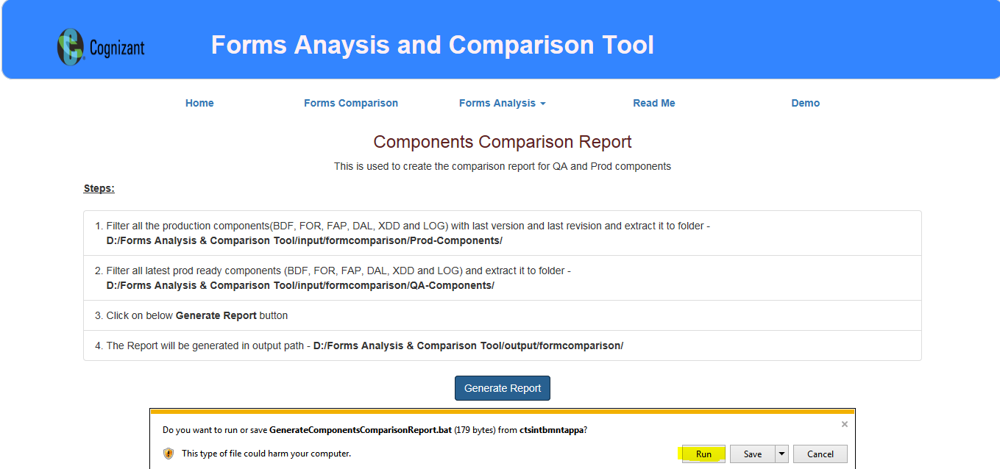 Cognizant
Forms Anaysis and Comparison Tool
Home Forms Comparison Forms Analysis Read Me Demo
Components Comparison Report
This is used to create the comparison report for QA and Prod components
Steps:
1. Filter all the production components(BDF, FOR, FAP, DAL, XDD and LOG) with last version and last revision and extract it to folder -
D:/Forms Analysis & Comparison Tool/input/formcomparison/Prod-Components/
2. Filter all latest prod ready components (BDF, FOR, FAP, DAL, XDD and LOG) and extract it to folder -
D:/Forms Analysis & Comparison Tool/input/formcomparison/QA-Components/
3. Click on below Generate Report button
4. The Report will be generated in output path - D:/Forms Analysis & Comparison Tool/output/formcomparison/
Generate Report
Do you want to run or save GenerateComponentsComparisonReport.bat (179 bytes) from ctsintbmntappa?
This type of file could harm your computer.
Run Save Cancel